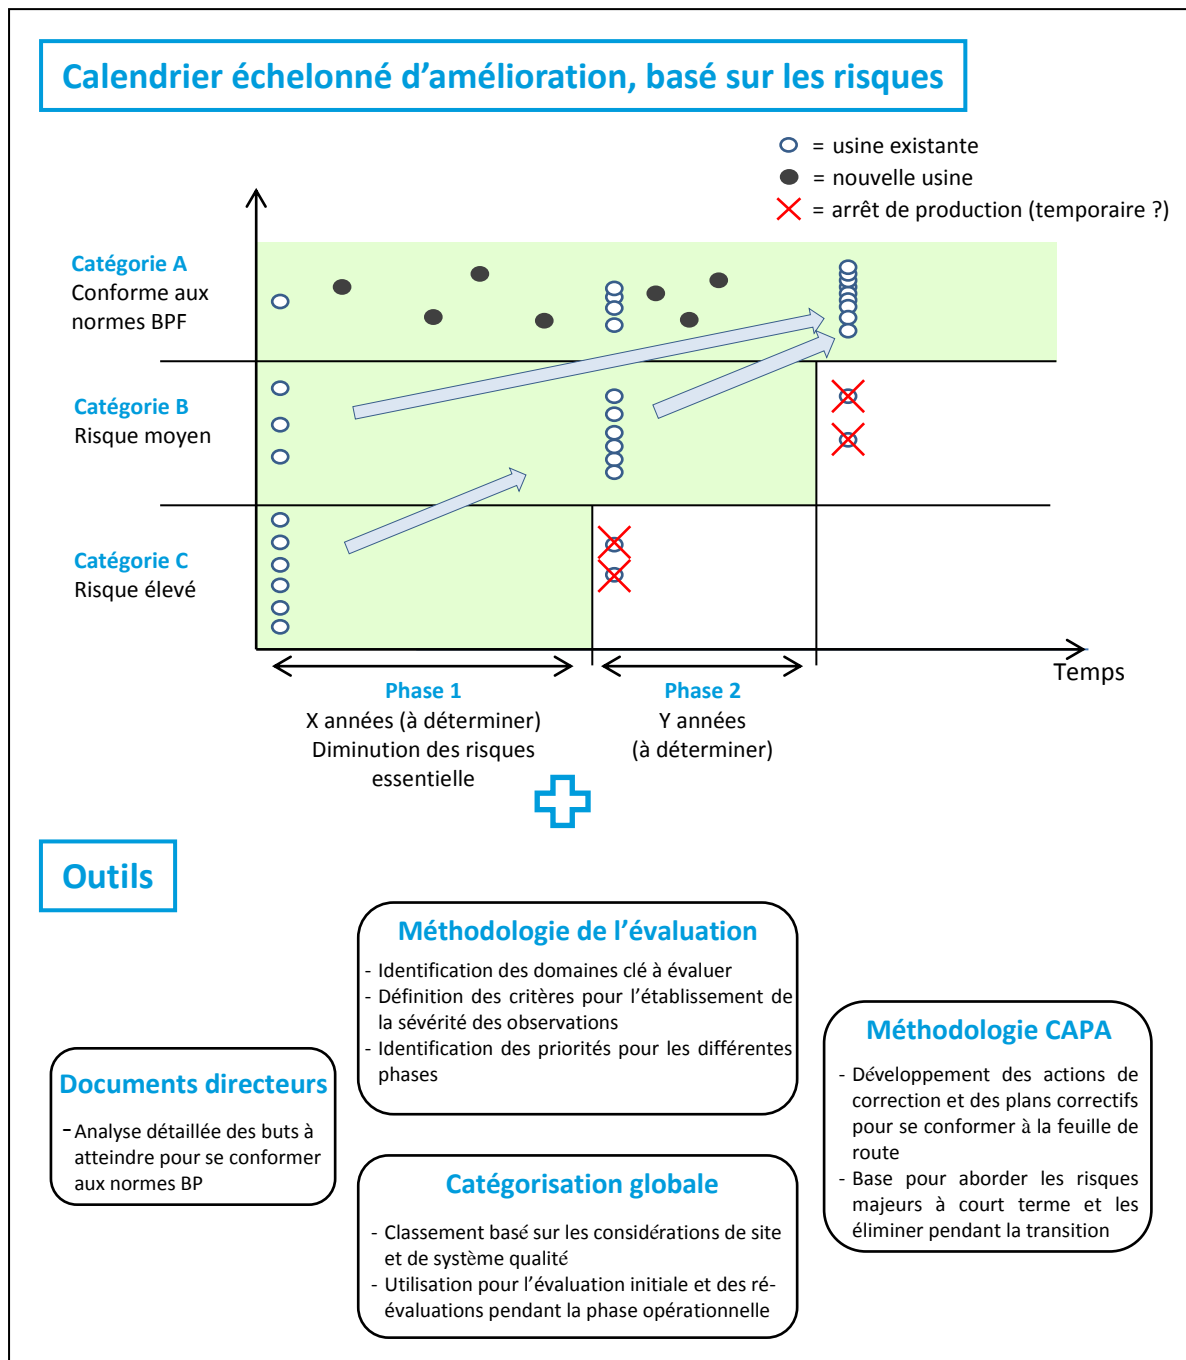 Calendrier échelonné d’amélioration, basé sur les risques
= usine existante
= nouvelle usine
= arrêt de production (temporaire ?)
Catégorie A
Conforme aux
normes BPF
Catégorie B
Risque moyen
Catégorie C
Risque élevé
Temps
Phase 1
X années (à déterminer)
Diminution des risques
essentielle
Phase 2
Y années
(à déterminer)
Outils
Méthodologie de l’évaluation
- Identification des domaines clé à évaluer
- Définition des critères pour l’établissement de
la sévérité des observations
- Identification des priorités pour les différentes
phases
Documents directeurs
- Analyse détaillée des buts à
atteindre pour se conformer
aux normes BP
Catégorisation globale
- Classement basé sur les considérations de site
et de système qualité
- Utilisation pour l’évaluation initiale et des ré-
évaluations pendant la phase opérationnelle
Méthodologie CAPA
- Développement des actions de
correction et des plans correctifs
pour se conformer à la feuille de
route
- Base pour aborder les risques
majeurs à court terme et les
éliminer pendant la transition